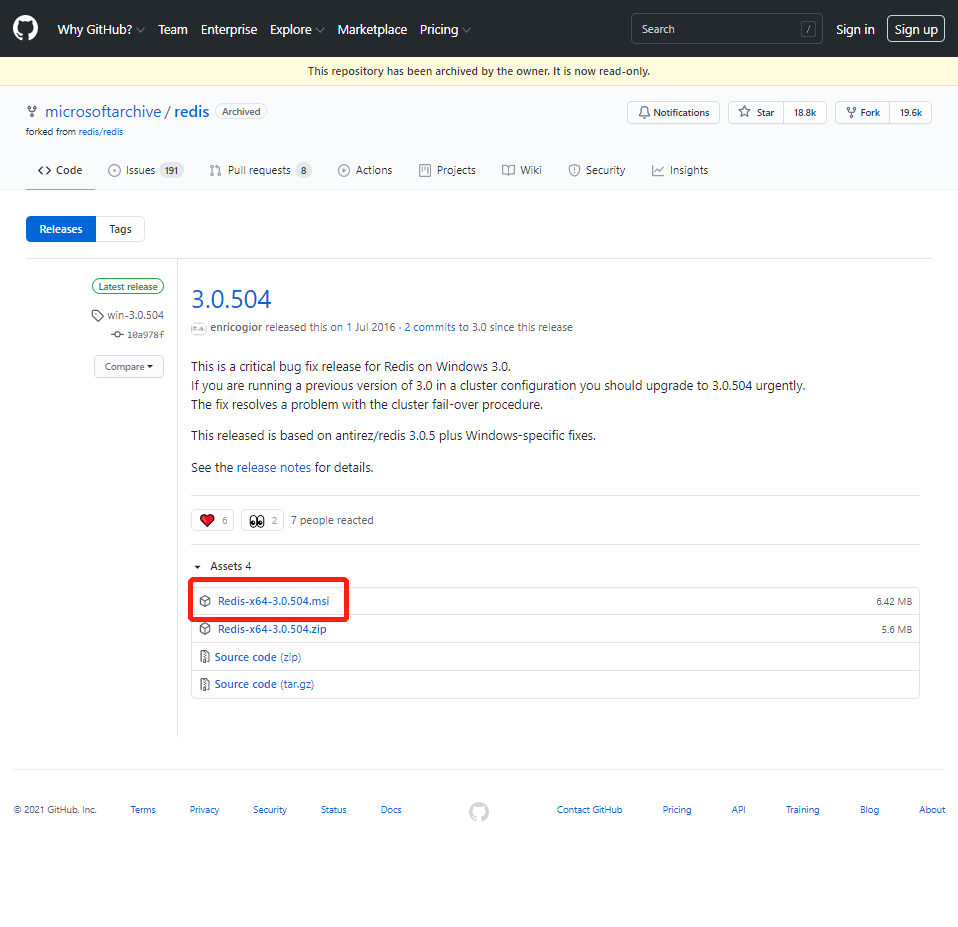 Why GitHub? Team Enterprise Explore Marketplace Pricing Search / Sign in Sign up
This repository has been archived by the owner. It is now read-only.
microsoftarchive / redis Archived Notifications Star 18.8k Fork 19.6k
forked from redis/redis
Code Issues 191 Pull requests 8 Actions Projects Wiki Security Insights
Releases Tags
Latest release
win-3.0.504
10a978f
Compare
3.0.504
enricogior released this on 1 Jul 2016 · 2 commits to 3.0 since this release
This is a critical bug fix release for Redis on Windows 3.0.
If you are running a previous version of 3.0 in a cluster configuration you should upgrade to 3.0.504 urgently.
The fix resolves a problem with the cluster fail-over procedure.
This released is based on antirez/redis 3.0.5 plus Windows-specific fixes.
See the release notes for details.
6 2 7 people reacted
Assets 4
Redis-x64-3.0.504.msi 6.42 MB
Redis-x64-3.0.504.zip 5.6 MB
Source code (zip)
Source code (tar.gz)
© 2021 GitHub, Inc. Terms Privacy Security Status Docs Contact GitHub Pricing API Training Blog About